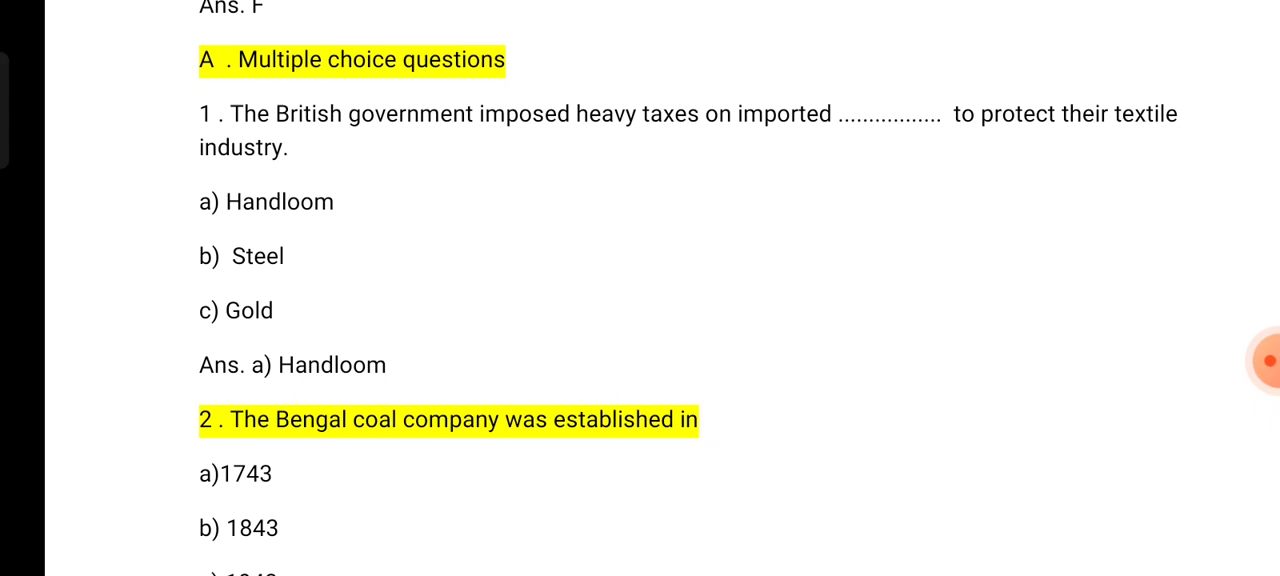 Ans. F
A . Multiple choice questions
1 . The British government imposed heavy taxes on imported ................. to protect their textile
industry.
a) Handloom
b) Steel
c) Gold
Ans. a) Handloom
2 . The Bengal coal company was established in
a)1743
b) 1843